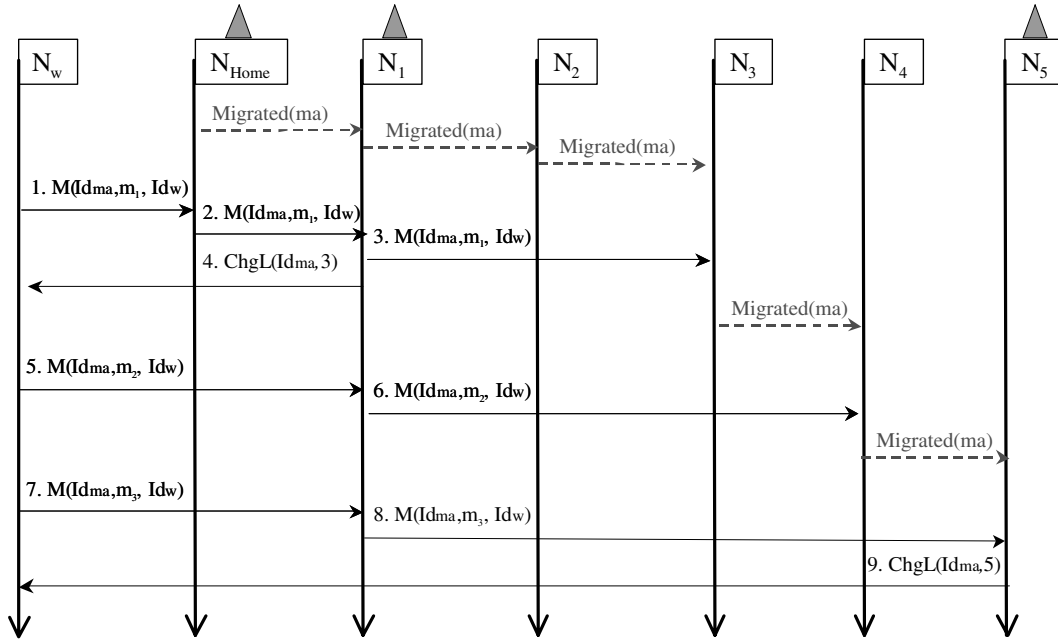 N_w N_Home N_1 N_2 N_3 N_4 N_5
Migrated(ma)
Migrated(ma)
Migrated(ma)
1. M(Idma,m_1, Idw)
2. M(Idma,m_1, Idw)
3. M(Idma,m_1, Idw)
4. ChgL(Idma,3)
Migrated(ma)
5. M(Idma,m_2, Idw)
6. M(Idma,m_2, Idw)
Migrated(ma)
7. M(Idma,m_3, Idw)
8. M(Idma,m_3, Idw)
9. ChgL(Idma,5)